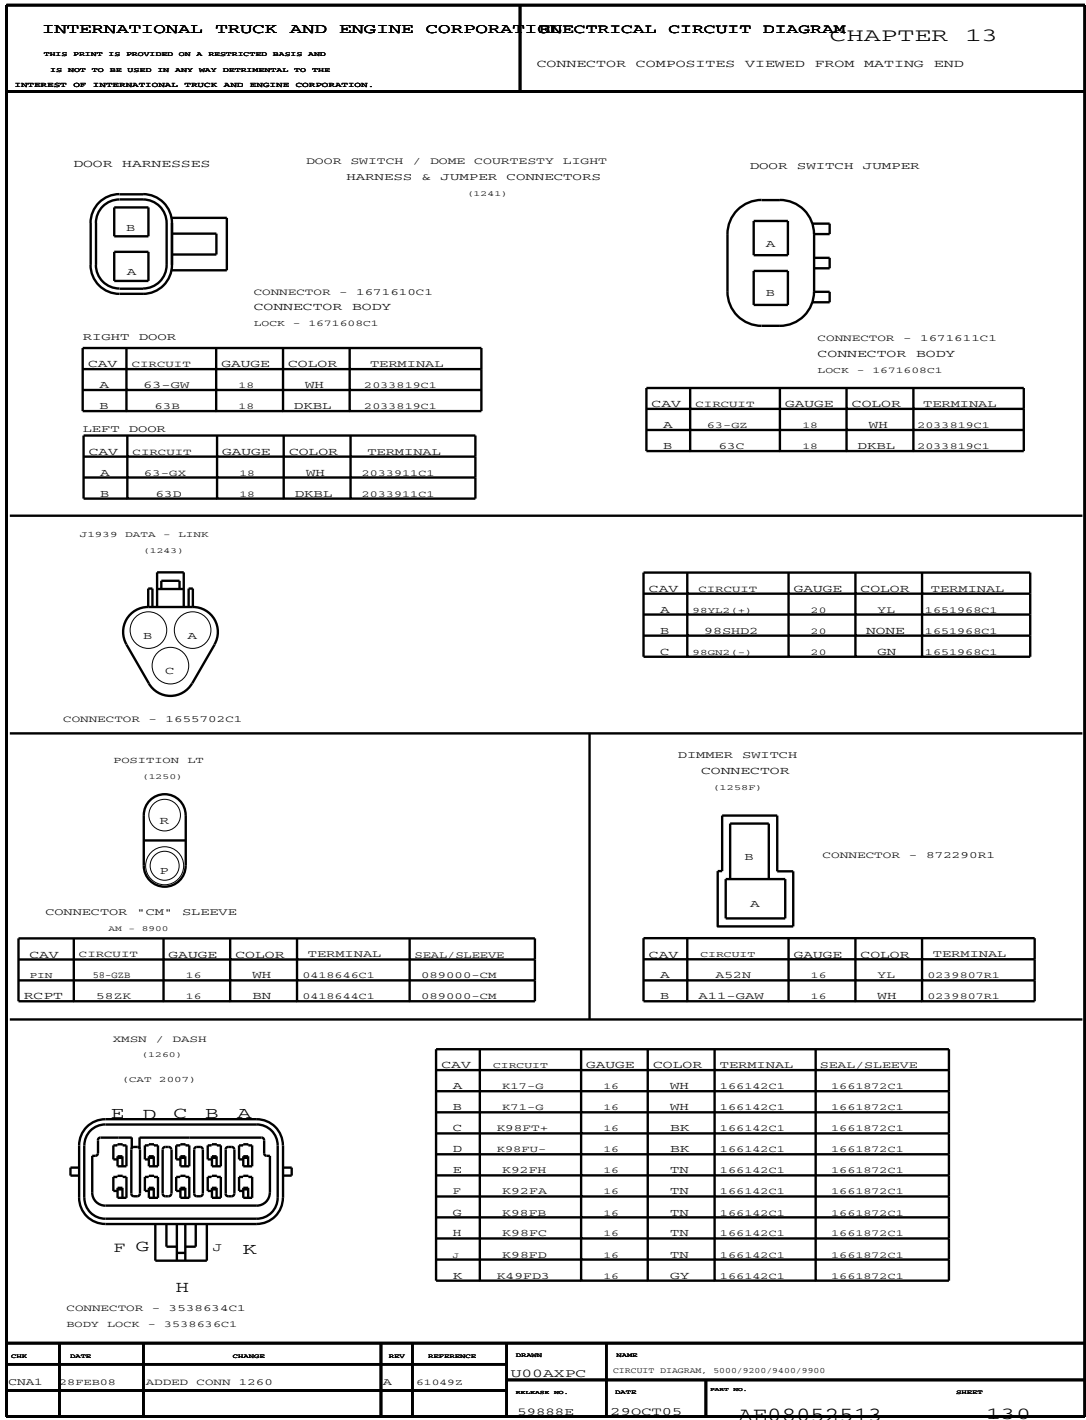 INTERNATIONAL TRUCK AND ENGINE CORPORATION
THIS PRINT IS PROVIDED ON A RESTRICTED BASIS AND
IS NOT TO BE USED IN ANY WAY DETRIMENTAL TO THE
INTEREST OF INTERNATIONAL TRUCK AND ENGINE CORPORATION.
ELECTRICAL CIRCUIT DIAGRAM
CHAPTER 13
CONNECTOR COMPOSITES VIEWED FROM MATING END
DOOR HARNESSES
DOOR SWITCH / DOME COURTESTY LIGHT
HARNESS & JUMPER CONNECTORS
(1241)
DOOR SWITCH JUMPER
B
A
A
B
CONNECTOR - 1671610C1
CONNECTOR BODY
LOCK - 1671608C1
CONNECTOR - 1671611C1
CONNECTOR BODY
LOCK - 1671608C1
RIGHT DOOR
CAV CIRCUIT GAUGE COLOR TERMINAL
A 63-GW 18 WH 2033819C1
B 63B 18 DKBL 2033819C1
LEFT DOOR
CAV CIRCUIT GAUGE COLOR TERMINAL
A 63-GX 18 WH 2033911C1
B 63D 18 DKBL 2033911C1
CAV CIRCUIT GAUGE COLOR TERMINAL
A 63-GZ 18 WH 2033819C1
B 63C 18 DKBL 2033819C1
J1939 DATA - LINK
(1243)
B A
C
CONNECTOR - 1655702C1
CAV CIRCUIT GAUGE COLOR TERMINAL
A 98YL2(+) 20 YL 1651968C1
B 98SHD2 20 NONE 1651968C1
C 98GN2(-) 20 GN 1651968C1
POSITION LT
(1250)
R
P
CONNECTOR "CM" SLEEVE
AM - 8900
CAV CIRCUIT GAUGE COLOR TERMINAL SEAL/SLEEVE
PIN 58-GZB 16 WH 0418646C1 089000-CM
RCPT 58ZK 16 BN 0418644C1 089000-CM
DIMMER SWITCH
CONNECTOR
(1258F)
B
A
CONNECTOR - 872290R1
CAV CIRCUIT GAUGE COLOR TERMINAL
A A52N 16 YL 0239807R1
B A11-GAW 16 WH 0239807R1
XMSN / DASH
(1260)
(CAT 2007)
E D C B A
F G J K
H
CONNECTOR - 3538634C1
BODY LOCK - 3538636C1
CAV CIRCUIT GAUGE COLOR TERMINAL SEAL/SLEEVE
A K17-G 16 WH 166142C1 1661872C1
B K71-G 16 WH 166142C1 1661872C1
C K98FT+ 16 BK 166142C1 1661872C1
D K98FU- 16 BK 166142C1 1661872C1
E K92FH 16 TN 166142C1 1661872C1
F K92FA 16 TN 166142C1 1661872C1
G K98FB 16 TN 166142C1 1661872C1
H K98FC 16 TN 166142C1 1661872C1
J K98FD 16 TN 166142C1 1661872C1
K K49FD3 16 GY 166142C1 1661872C1
CHK DATE CHANGE REV REFERENCE
CNA1 28FEB08 ADDED CONN 1260 A 61049Z
DRAWN
U00AXPC
NAME
CIRCUIT DIAGRAM, 5000/9200/9400/9900
RELEASE NO.
59888E
DATE
29OCT05
PART NO.
AE08052513
SHEET
130